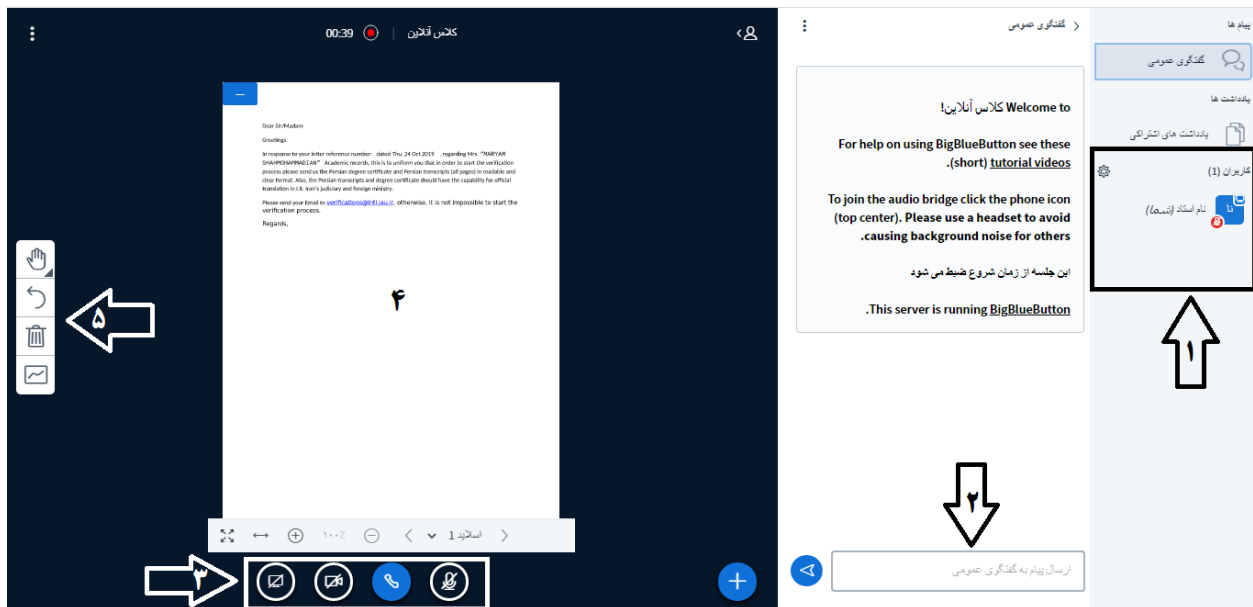 پیام ها
گفتگوی عمومی
یادداشت ها
یادداشت های اشتراکی
کاربران (1)
نام استاد (شما)
نا
۱
گفتگوی عمومی
Welcome to کلاس آنلاین!
For help on using BigBlueButton see these
(short) tutorial videos.
To join the audio bridge click the phone icon
(top center). Please use a headset to avoid
causing background noise for others.
این جلسه از زمان شروع ضبط می شود
This server is running BigBlueButton.
۲
ارسال پیام به گفتگوی عمومی
کلاس آنلاین | 00:39
Dear Sir/Madam
Greetings,
In response to your letter reference number: dated Thu, 24 Oct 2019 , regarding Mrs. "MARYAM
SHAHMOHAMMADIAN" Academic records, this is to uniform you that in order to start the verification
process please send us the Persian degree certificate and Persian transcripts (all pages) in readable and
clear format. Also, the Persian transcripts and degree certificate should have the capability for official
translation in I.R. Iran's judiciary and foreign ministry.
Please send your Email to verifications@intl.iau.ir, otherwise, it is not impossible to start the
verification process.
Regards,
۴
۵
اسلاید 1
۱۰۰٪
۳